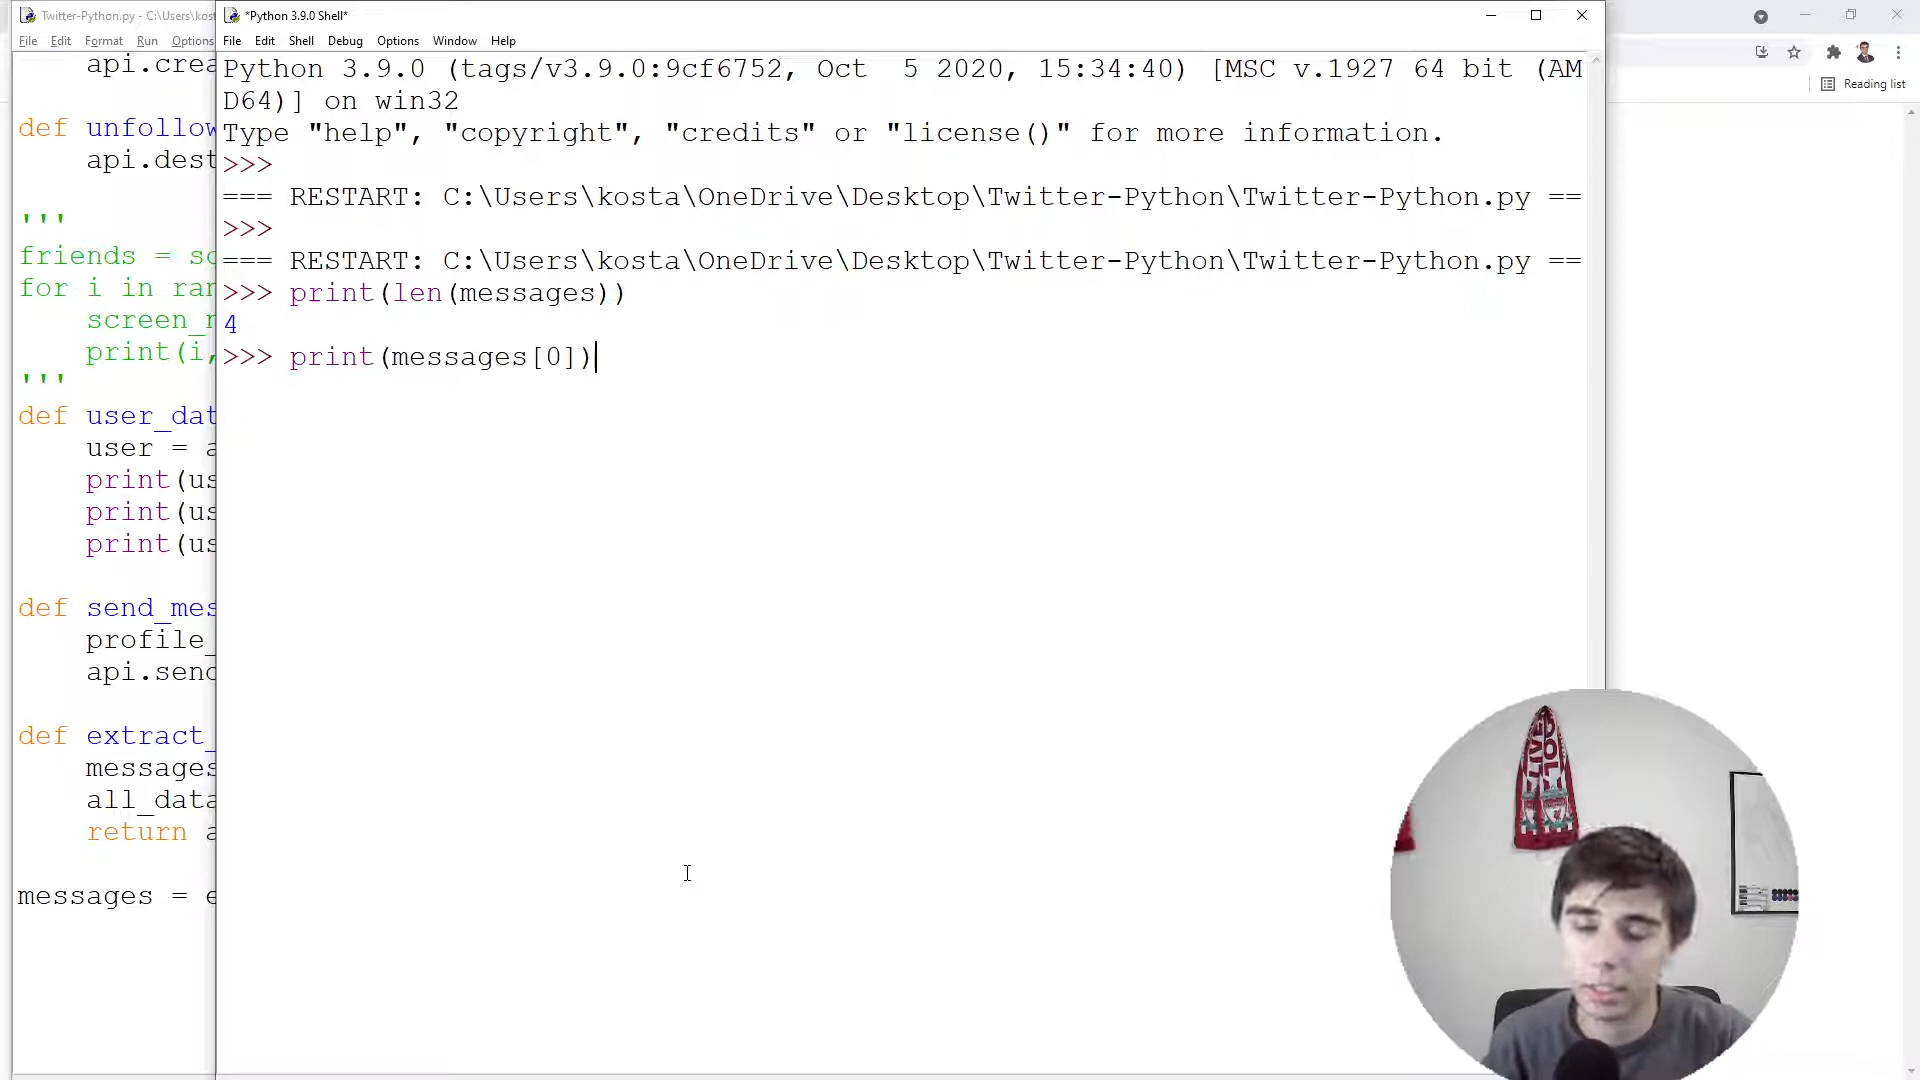 Twitter-Python.py - C:\Users\kosta
File Edit Format Run Options
api.crea
def unfollow
api.dest
'''
friends = sc
for i in ran
screen_n
print(i,
'''
def user_dat
user = a
print(us
print(us
print(us
def send_mes
profile_
api.send
def extract_
messages
all_data
return a
messages = e
*Python 3.9.0 Shell*
File Edit Shell Debug Options Window Help
Python 3.9.0 (tags/v3.9.0:9cf6752, Oct  5 2020, 15:34:40) [MSC v.1927 64 bit (AM
D64)] on win32
Type "help", "copyright", "credits" or "license()" for more information.
>>>
=== RESTART: C:\Users\kosta\OneDrive\Desktop\Twitter-Python\Twitter-Python.py ==
>>>
=== RESTART: C:\Users\kosta\OneDrive\Desktop\Twitter-Python\Twitter-Python.py ==
>>> print(len(messages))
4
>>> print(messages[0])
Reading list